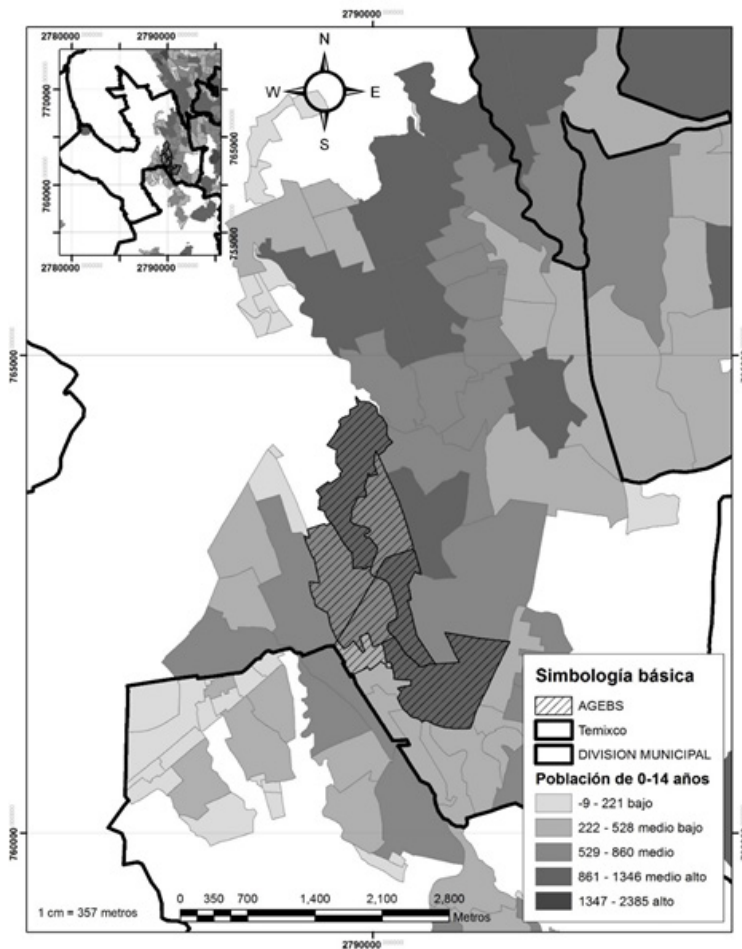 2790000
2780000 2790000
770000
760000
765000
755000
2780000 2790000
N
W E
S
765000
760000
Simbología básica
AGEBS
Temixco
DIVISION MUNICIPAL
Población de 0-14 años
-9 - 221 bajo
222 - 528 medio bajo
529 - 860 medio
861 - 1346 medio alto
1347 - 2385 alto
1 cm = 357 metros
0 350 700 1,400 2,100 2,800
Metros
2790000